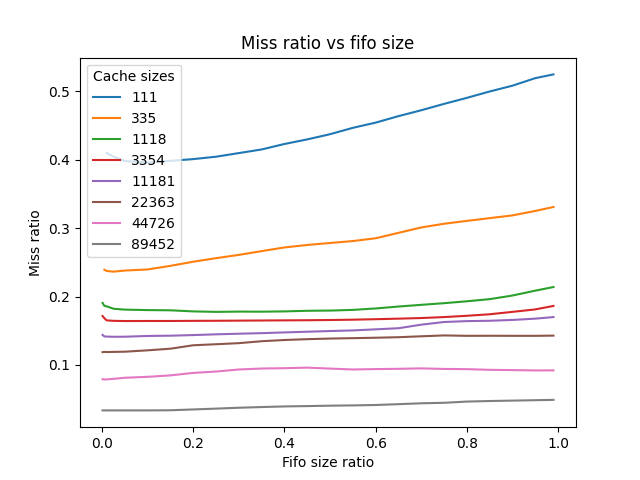 Miss ratio vs fifo size
Cache sizes
111
335
1118
3354
11181
22363
44726
89452
Miss ratio
0.5
0.4
0.3
0.2
0.1
0.0 0.2 0.4 0.6 0.8 1.0
Fifo size ratio